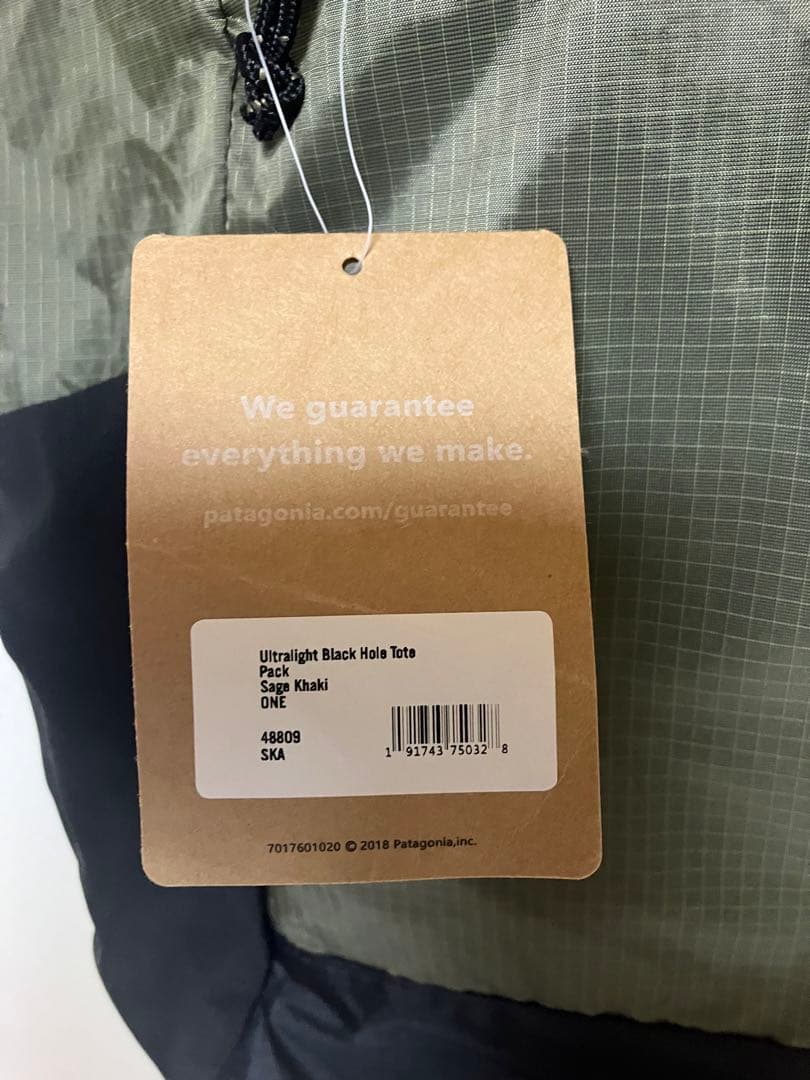 We guarantee
everything we make.
patagonia.com/guarantee
Ultralight Black Hole Tote
Pack
Sage Khaki
ONE
48809
SKA
1 91743 75032 8
7017601020 © 2018 Patagonia,inc.